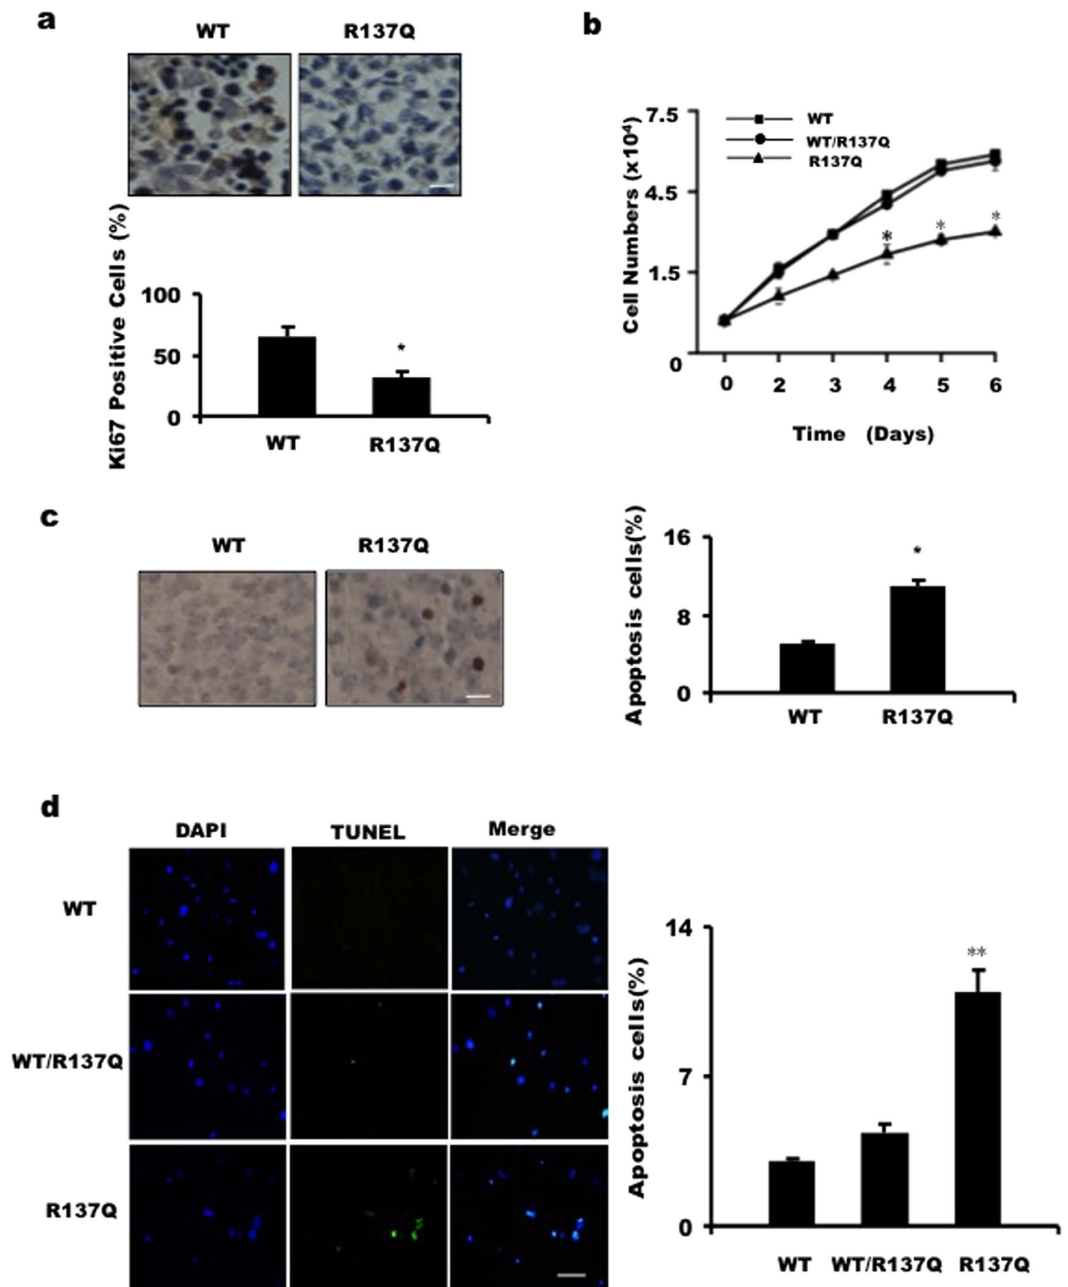 a
WT R137Q
Ki67 Positive Cells (%)
100
50
0
*
WT R137Q
b
Cell Numbers (x10⁴)
7.5
4.5
1.5
0
WT
WT/R137Q
R137Q
* * *
0 2 3 4 5 6
Time (Days)
c
WT R137Q
Apoptosis cells(%)
16
8
0
*
WT R137Q
d
DAPI TUNEL Merge
WT
WT/R137Q
R137Q
Apoptosis cells(%)
14
7
0
**
WT WT/R137Q R137Q